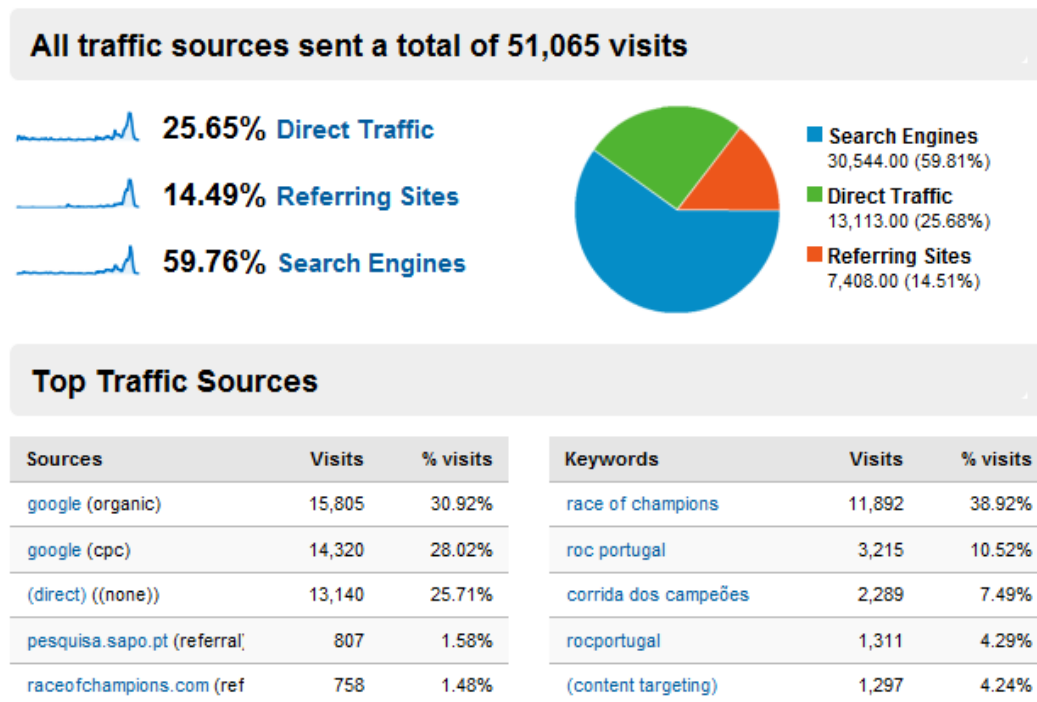 All traffic sources sent a total of 51,065 visits
25.65% Direct Traffic
14.49% Referring Sites
59.76% Search Engines
Search Engines
30,544.00 (59.81%)
Direct Traffic
13,113.00 (25.68%)
Referring Sites
7,408.00 (14.51%)
Top Traffic Sources
Sources Visits % visits
google (organic) 15,805 30.92%
google (cpc) 14,320 28.02%
(direct) ((none)) 13,140 25.71%
pesquisa.sapo.pt (referral) 807 1.58%
raceofchampions.com (ref 758 1.48%
Keywords Visits % visits
race of champions 11,892 38.92%
roc portugal 3,215 10.52%
corrida dos campeões 2,289 7.49%
rocportugal 1,311 4.29%
(content targeting) 1,297 4.24%